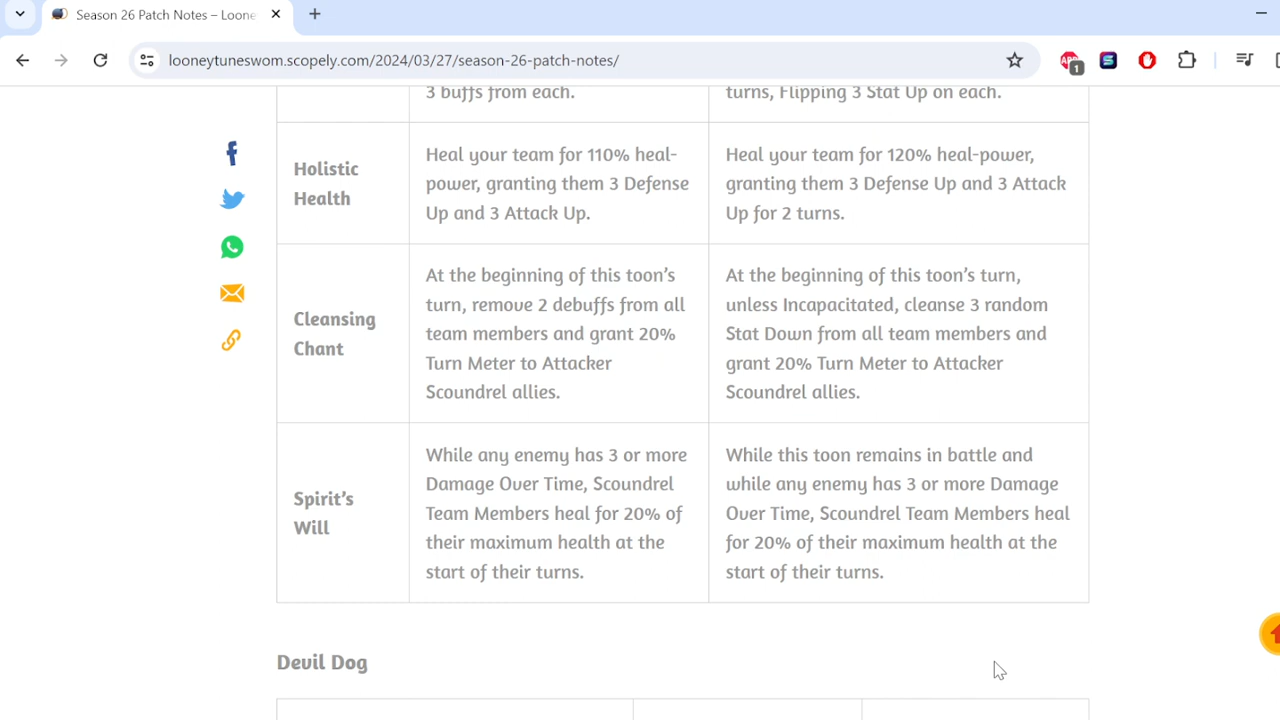 Season 26 Patch Notes – Loone
looneytuneswom.scopely.com/2024/03/27/season-26-patch-notes/
1
3 buffs from each.
turns, Flipping 3 Stat Up on each.
Holistic
Health
Heal your team for 110% heal-
power, granting them 3 Defense
Up and 3 Attack Up.
Heal your team for 120% heal-power,
granting them 3 Defense Up and 3 Attack
Up for 2 turns.
Cleansing
Chant
At the beginning of this toon’s
turn, remove 2 debuffs from all
team members and grant 20%
Turn Meter to Attacker
Scoundrel allies.
At the beginning of this toon’s turn,
unless Incapacitated, cleanse 3 random
Stat Down from all team members and
grant 20% Turn Meter to Attacker
Scoundrel allies.
Spirit’s
Will
While any enemy has 3 or more
Damage Over Time, Scoundrel
Team Members heal for 20% of
their maximum health at the
start of their turns.
While this toon remains in battle and
while any enemy has 3 or more Damage
Over Time, Scoundrel Team Members heal
for 20% of their maximum health at the
start of their turns.
Devil Dog